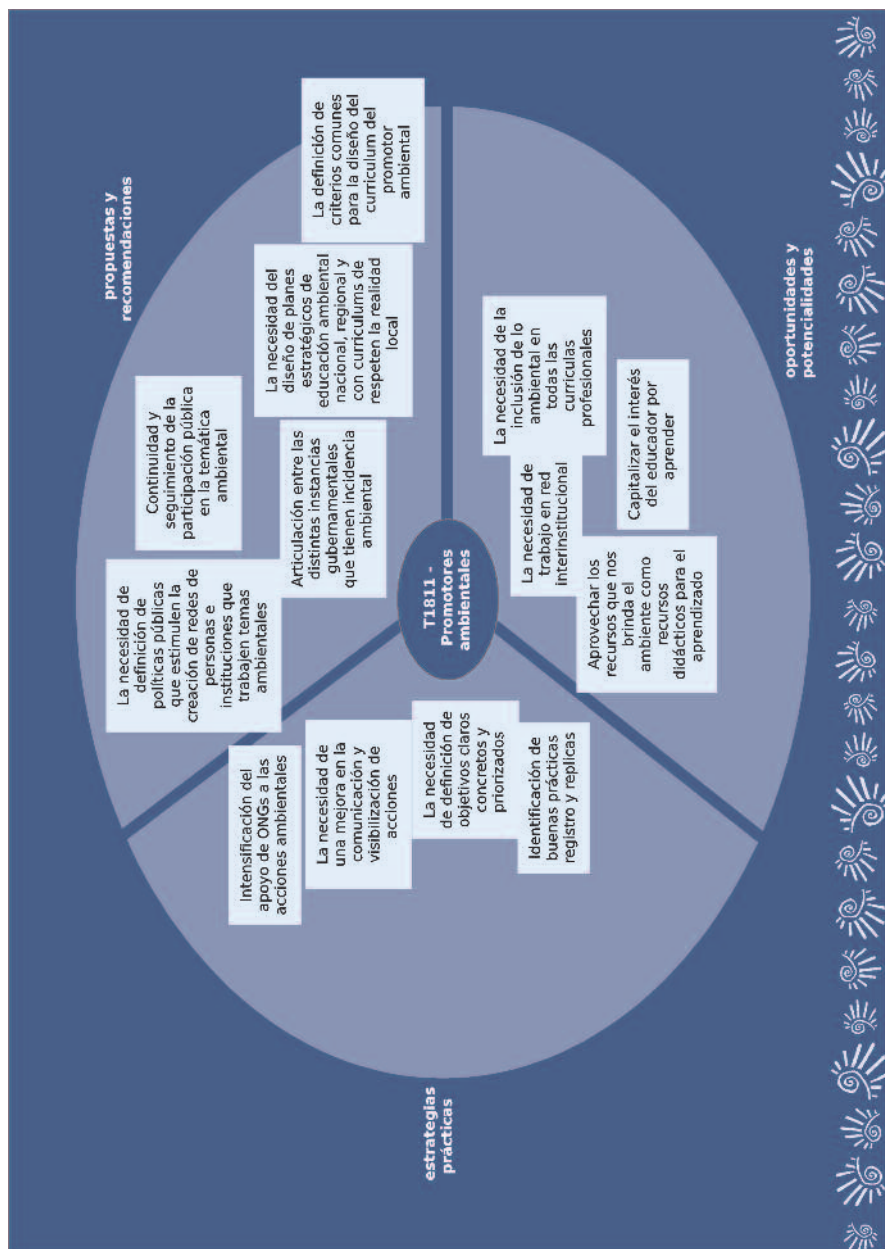 propuestas y
recomendaciones
La necesidad de
definición de
políticas públicas
que estimulen la
creación de redes de
personas e
instituciones que
trabajen temas
ambientales
Continuidad y
seguimiento de la
participación pública
en la temática
ambiental
Articulación entre las
distintas instancias
gubernamentales
que tienen incidencia
ambiental
La necesidad del
diseño de planes
estratégicos de
educación ambiental
nacional, regional y
con curriculums de
respeten la realidad
local
La definición de
criterios comunes
para la diseño del
curriculum del
promotor
ambiental
estrategias
prácticas
Intensificación del
apoyo de ONGs a las
acciones ambientales
La necesidad de
una mejora en la
comunicación y
visibilización de
acciones
La necesidad
de definición de
objetivos claros
concretos y
priorizados
Identificación de
buenas prácticas
registro y replicas
T1811 -
Promotores
ambientales
La necesidad de la
inclusión de lo
ambiental en
todas las
curriculas
profesionales
La necesidad de
trabajo en red
interinstitucional
Capitalizar el interés
del educador por
aprender
Aprovechar los
recursos que nos
brinda el
ambiente como
recursos
didácticos para el
aprendizado
oportunidades y
potencialidades